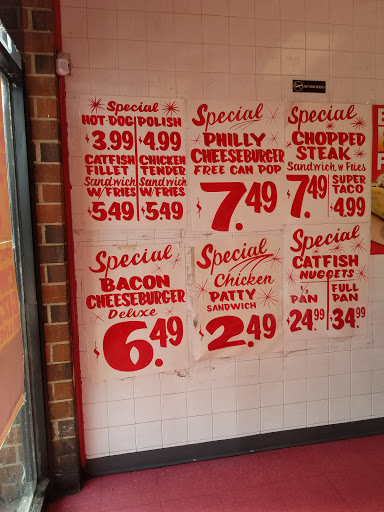 Special
HOT-DOG POLISH
3.99 4.99
CATFISH CHICKEN
FILLET TENDER
Sandwich Sandwich
W/FRIES W/FRIES
$5.49 $5.49
Special
PHILLY
CHEESEBURGER
FREE CAN POP
7.49
Special
CHOPPED
STEAK
Sandwich w Fries
7.49 SUPER
TACO
$4.99
Special
BACON
CHEESEBURGER
Deluxe
6.49
Special
Chicken
PATTY
SANDWICH
2.49
Special
CATFISH
NUGGETS
½ FULL
PAN PAN
$24.99 $34.99